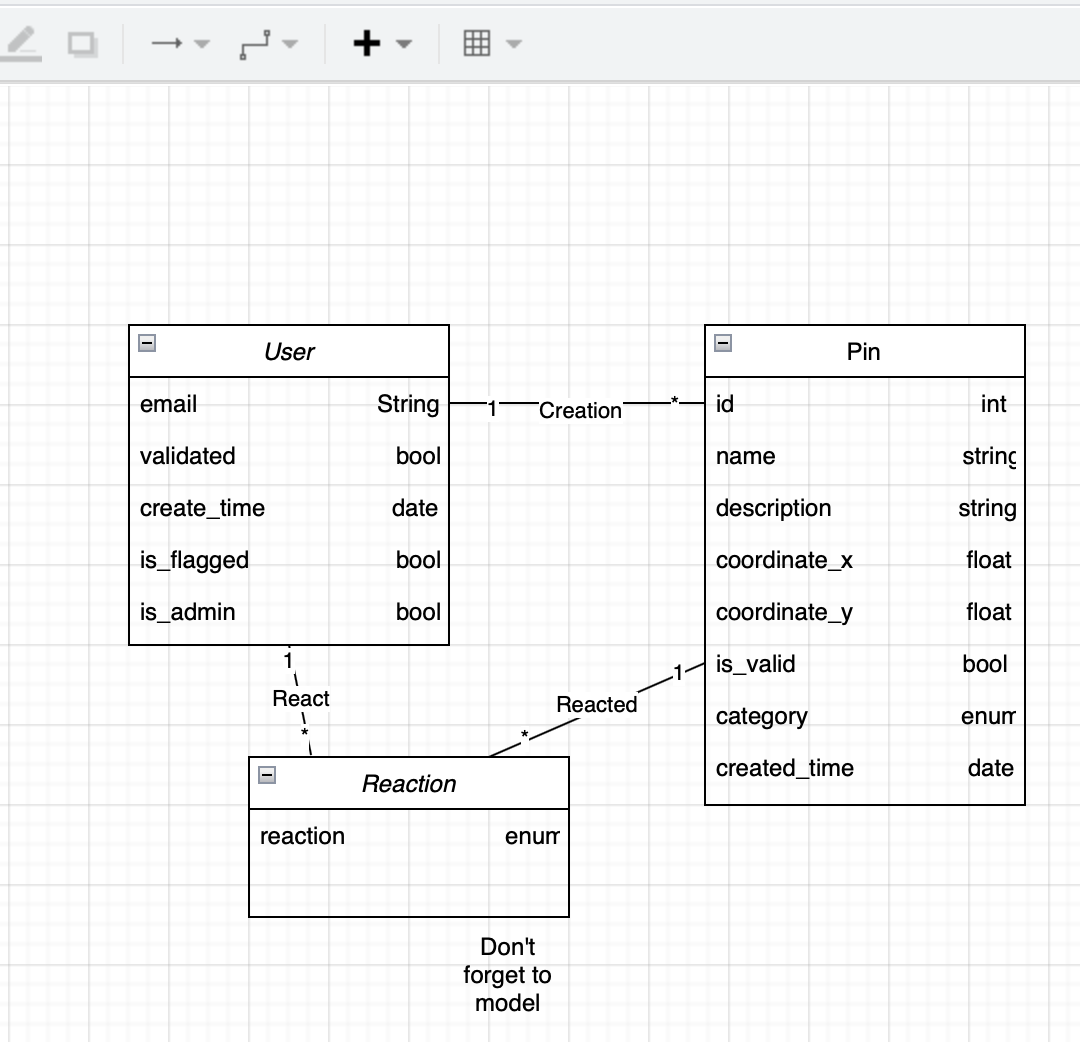 User
email String
validated bool
create_time date
is_flagged bool
is_admin bool
1 Creation *
Pin
id int
name string
description string
coordinate_x float
coordinate_y float
is_valid bool
category enum
created_time date
1
React
*
1
Reacted
*
Reaction
reaction enum
Don't
forget to
model